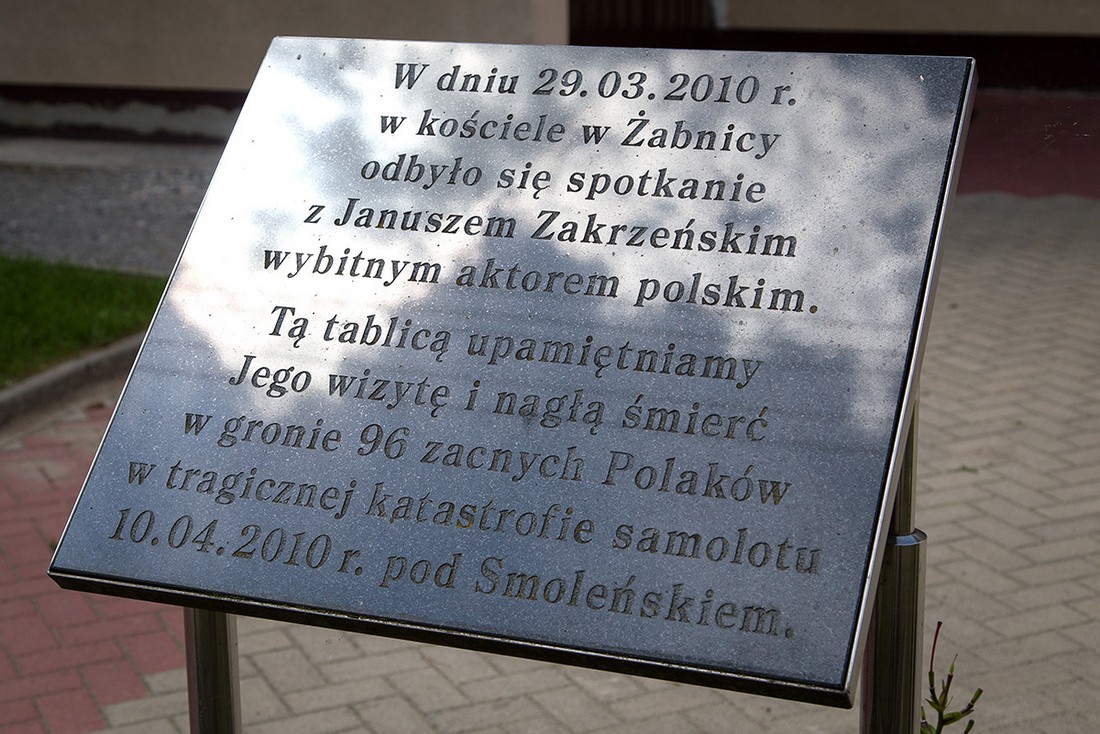 W dniu 29.03.2010 r.
w kościele w Żabnicy
odbyło się spotkanie
z Januszem Zakrzeńskim
wybitnym aktorem polskim.
Tą tablicą upamiętniamy
Jego wizytę i nagłą śmierć
w gronie 96 zacnych Polaków
w tragicznej katastrofie samolotu
10.04.2010 r. pod Smoleńskiem.